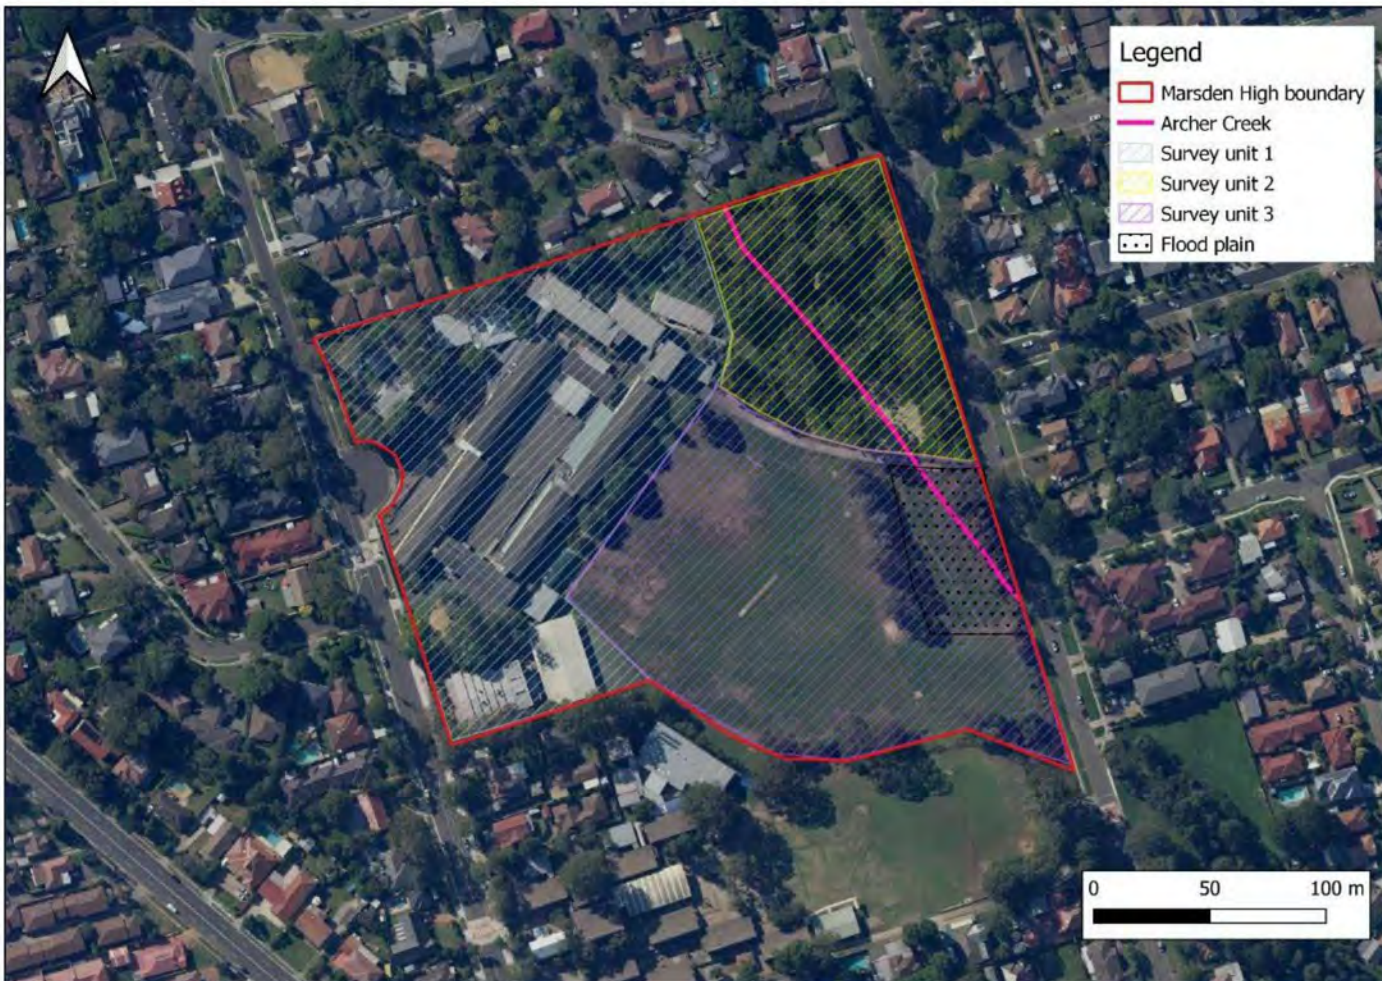 Legend
Marsden High boundary
Archer Creek
Survey unit 1
Survey unit 2
Survey unit 3
Flood plain
0 50 100 m